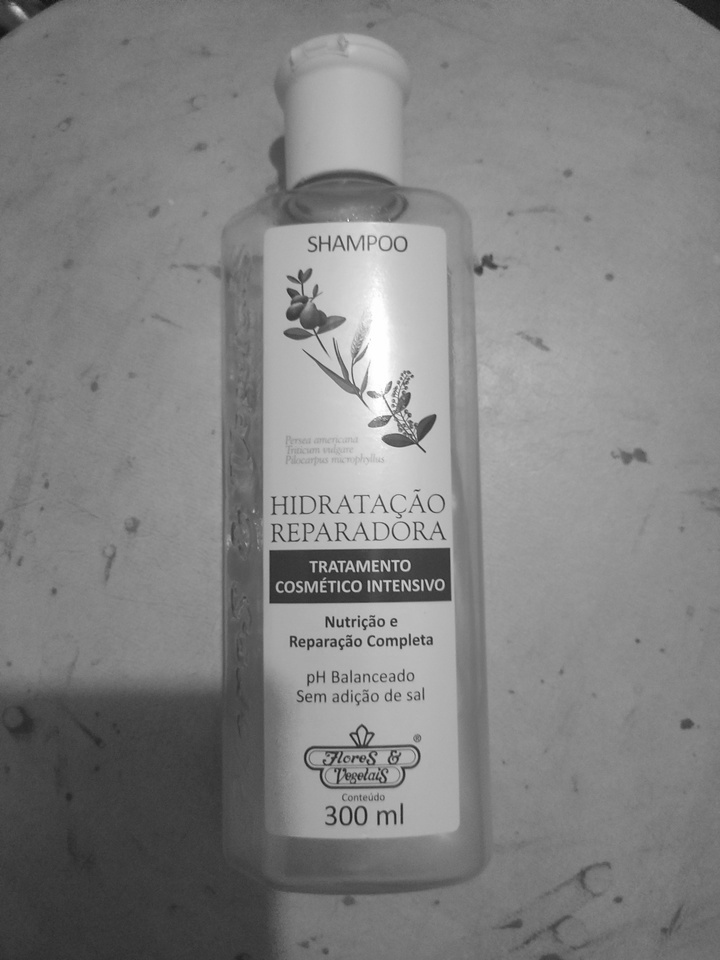 SHAMPOO
Persea americana
Triticum vulgare
Pilocarpus microphyllus
HIDRATAÇÃO
REPARADORA
TRATAMENTO
COSMÉTICO INTENSIVO
Nutrição e
Reparação Completa
pH Balanceado
Sem adição de sal
Flores &
Vegetais
®
Conteúdo
300 ml